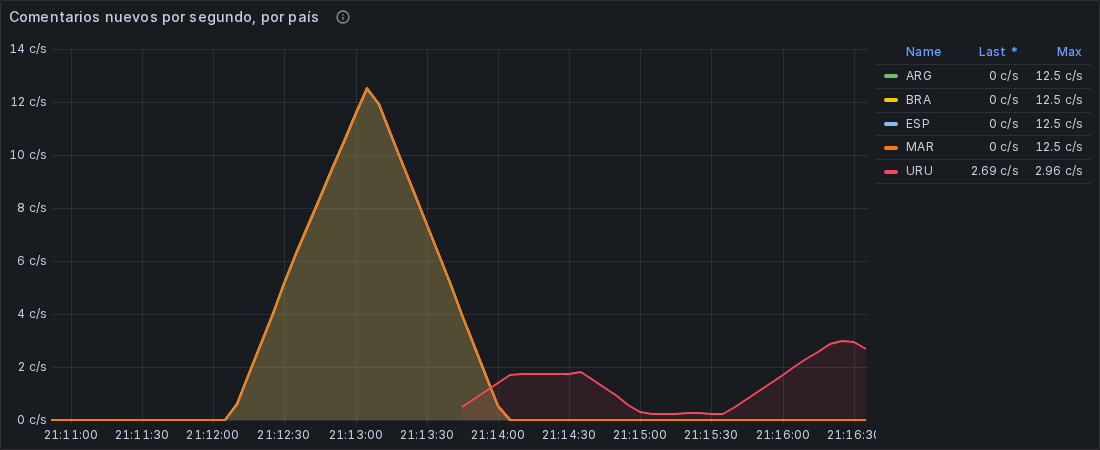 Comentarios nuevos por segundo, por país
14 c/s
12 c/s
10 c/s
8 c/s
6 c/s
4 c/s
2 c/s
0 c/s
21:11:00 21:11:30 21:12:00 21:12:30 21:13:00 21:13:30 21:14:00 21:14:30 21:15:00 21:15:30 21:16:00 21:16:30
Name Last * Max
ARG 0 c/s 12.5 c/s
BRA 0 c/s 12.5 c/s
ESP 0 c/s 12.5 c/s
MAR 0 c/s 12.5 c/s
URU 2.69 c/s 2.96 c/s